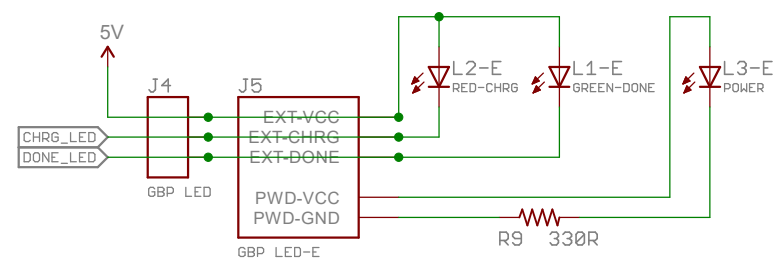 5V
J4
J5
L2-E
RED-CHRG
L1-E
GREEN-DONE
L3-E
POWER
EXT-VCC
CHRG_LED
EXT-CHRG
DONE_LED
EXT-DONE
GBP LED
PWD-VCC
PWD-GND
R9 330R
GBP LED-E